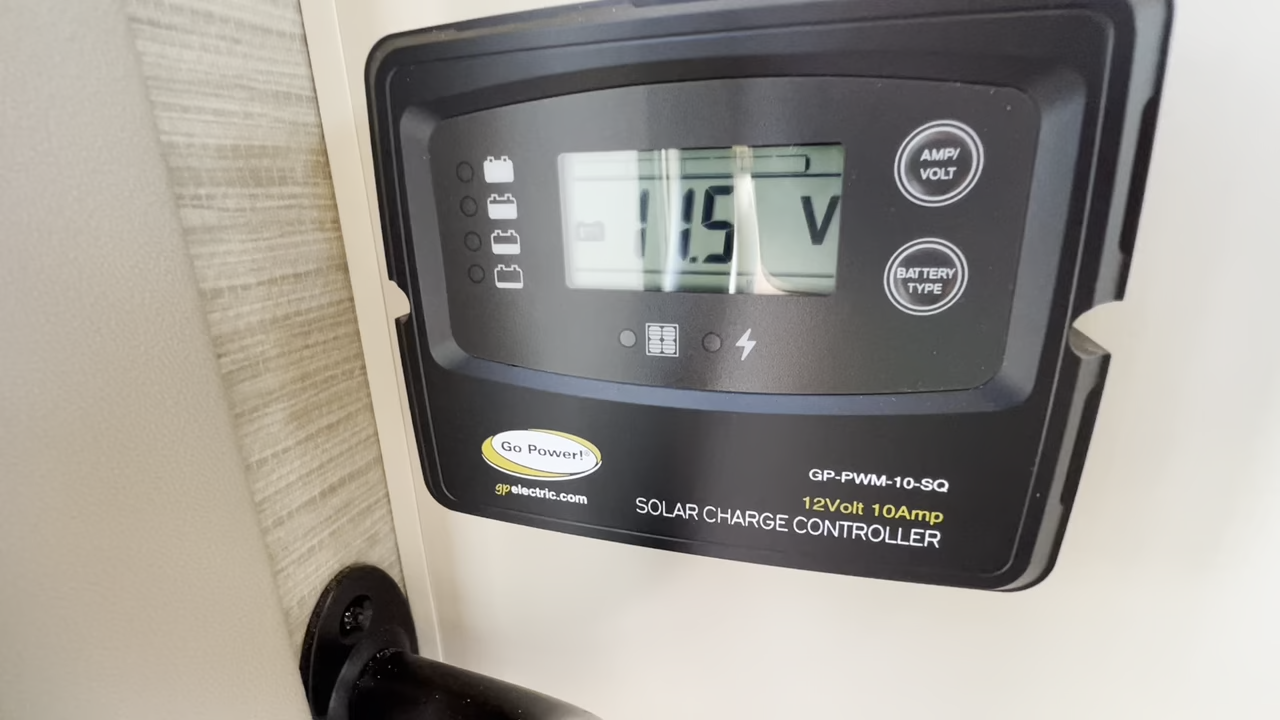 AMP/
VOLT
11.5 V
BATTERY
TYPE
Go Power!®
gpelectric.com
GP-PWM-10-SQ
12Volt 10Amp
SOLAR CHARGE CONTROLLER